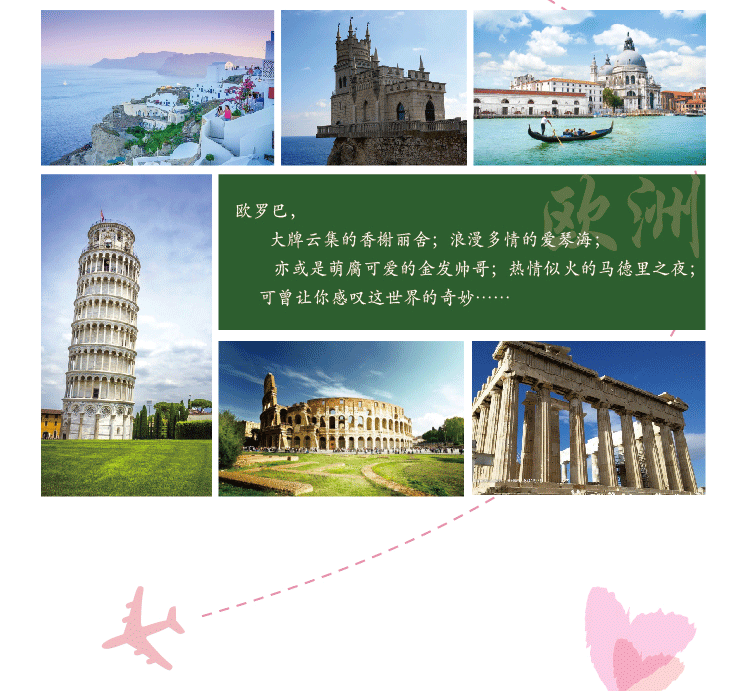 欧洲
欧罗巴，
大牌云集的香榭丽舍；浪漫多情的爱琴海；
亦或是萌腐可爱的金发帅哥；热情似火的马德里之夜；
可曾让你感叹这世界的奇妙……